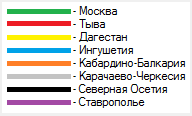 - Москва
- Тыва
- Дагестан
- Ингушетия
- Кабардино-Балкария
- Карачаево-Черкесия
- Северная Осетия
- Ставрополье